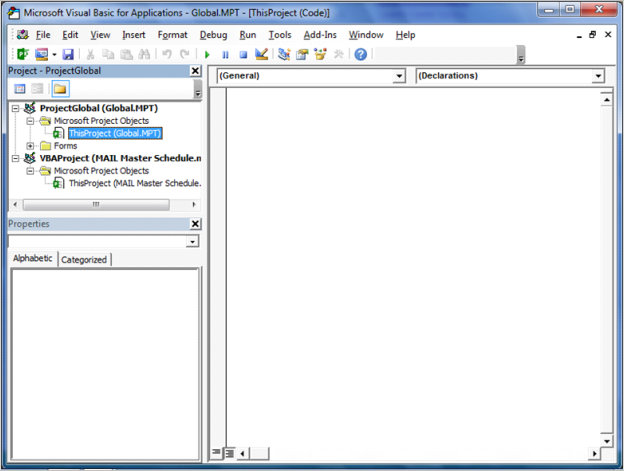 Microsoft Visual Basic for Applications - Global.MPT - [ThisProject (Code)]
File Edit View Insert Format Debug Run Tools Add-Ins Window Help
Project - ProjectGlobal
(General) (Declarations)
ProjectGlobal (Global.MPT)
Microsoft Project Objects
ThisProject (Global.MPT)
Forms
VBAProject (MAIL Master Schedule.m
Microsoft Project Objects
ThisProject (MAIL Master Schedule.
Properties
Alphabetic Categorized